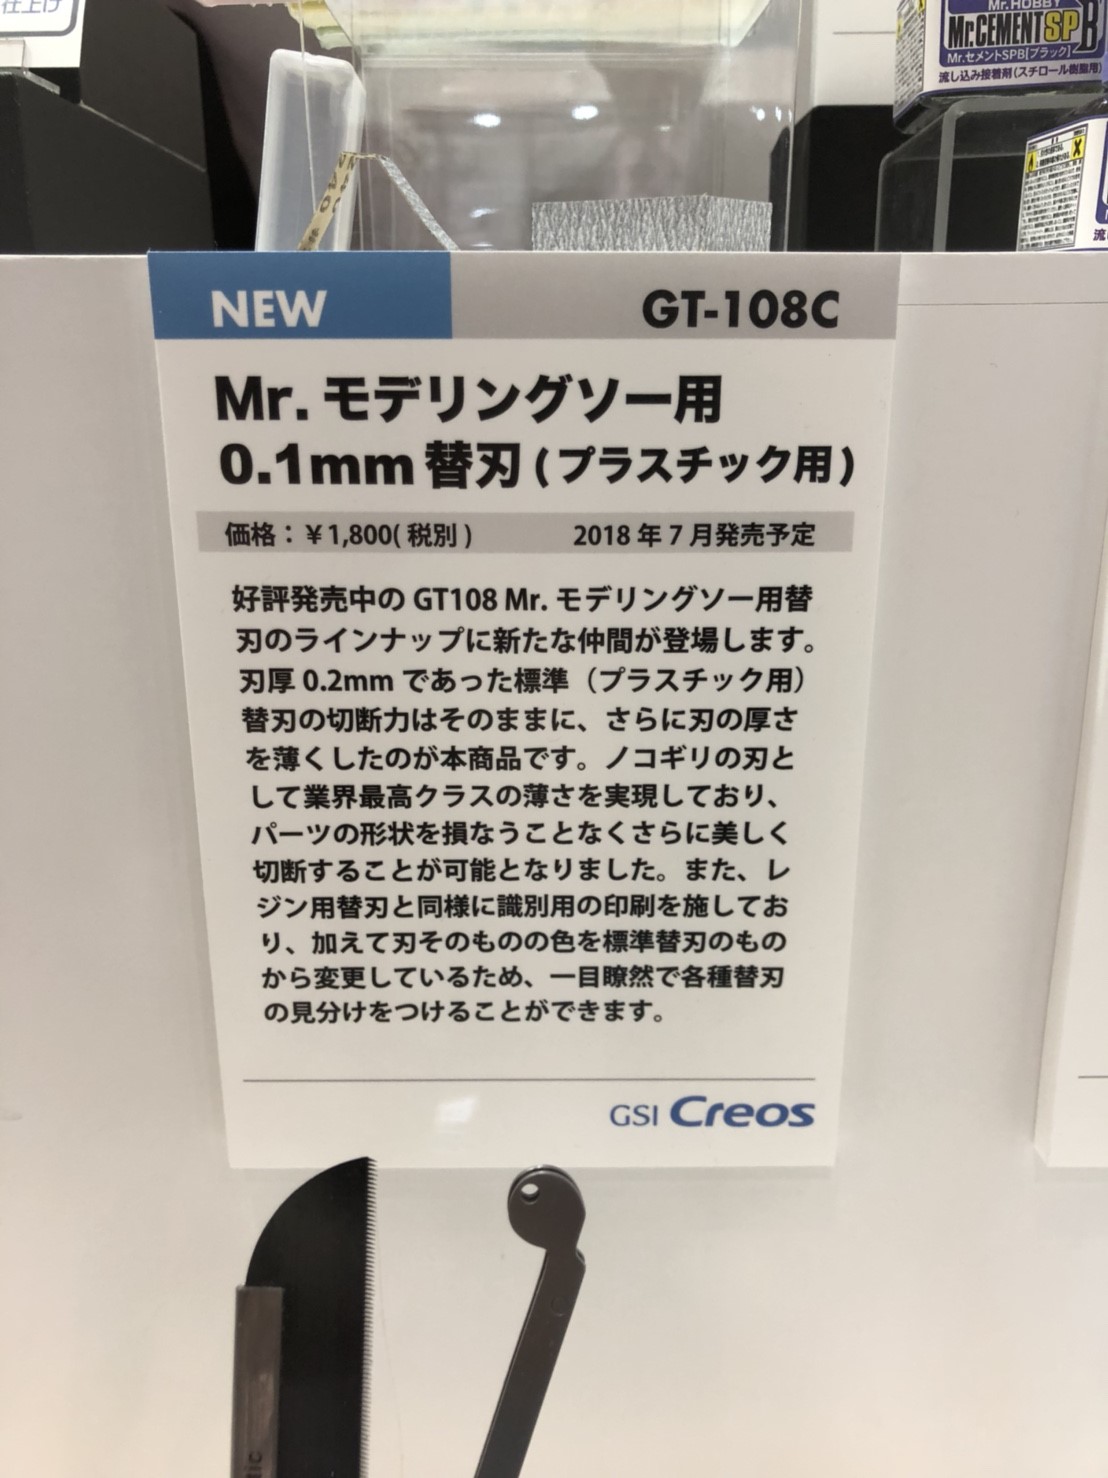 仕上げ
Mr.HOBBY
Mr.CEMENT SPB
Mr.セメントSPB[ブラック]
流し込み接着剤(スチロール樹脂用)
流
NEW
GT-108C
Mr. モデリングソー用
0.1mm 替刃 ( プラスチック用 )
価格：￥1,800( 税別 )
2018 年 7 月発売予定
好評発売中の GT108 Mr. モデリングソー用替
刃のラインナップに新たな仲間が登場します。
刃厚 0.2mm であった標準（プラスチック用）
替刃の切断力はそのままに、さらに刃の厚さ
を薄くしたのが本商品です。ノコギリの刃と
して業界最高クラスの薄さを実現しており、
パーツの形状を損なうことなくさらに美しく
切断することが可能となりました。また、レ
ジン用替刃と同様に識別用の印刷を施してお
り、加えて刃そのものの色を標準替刃のもの
から変更しているため、一目瞭然で各種替刃
の見分けをつけることができます。
GSI Creos
tic